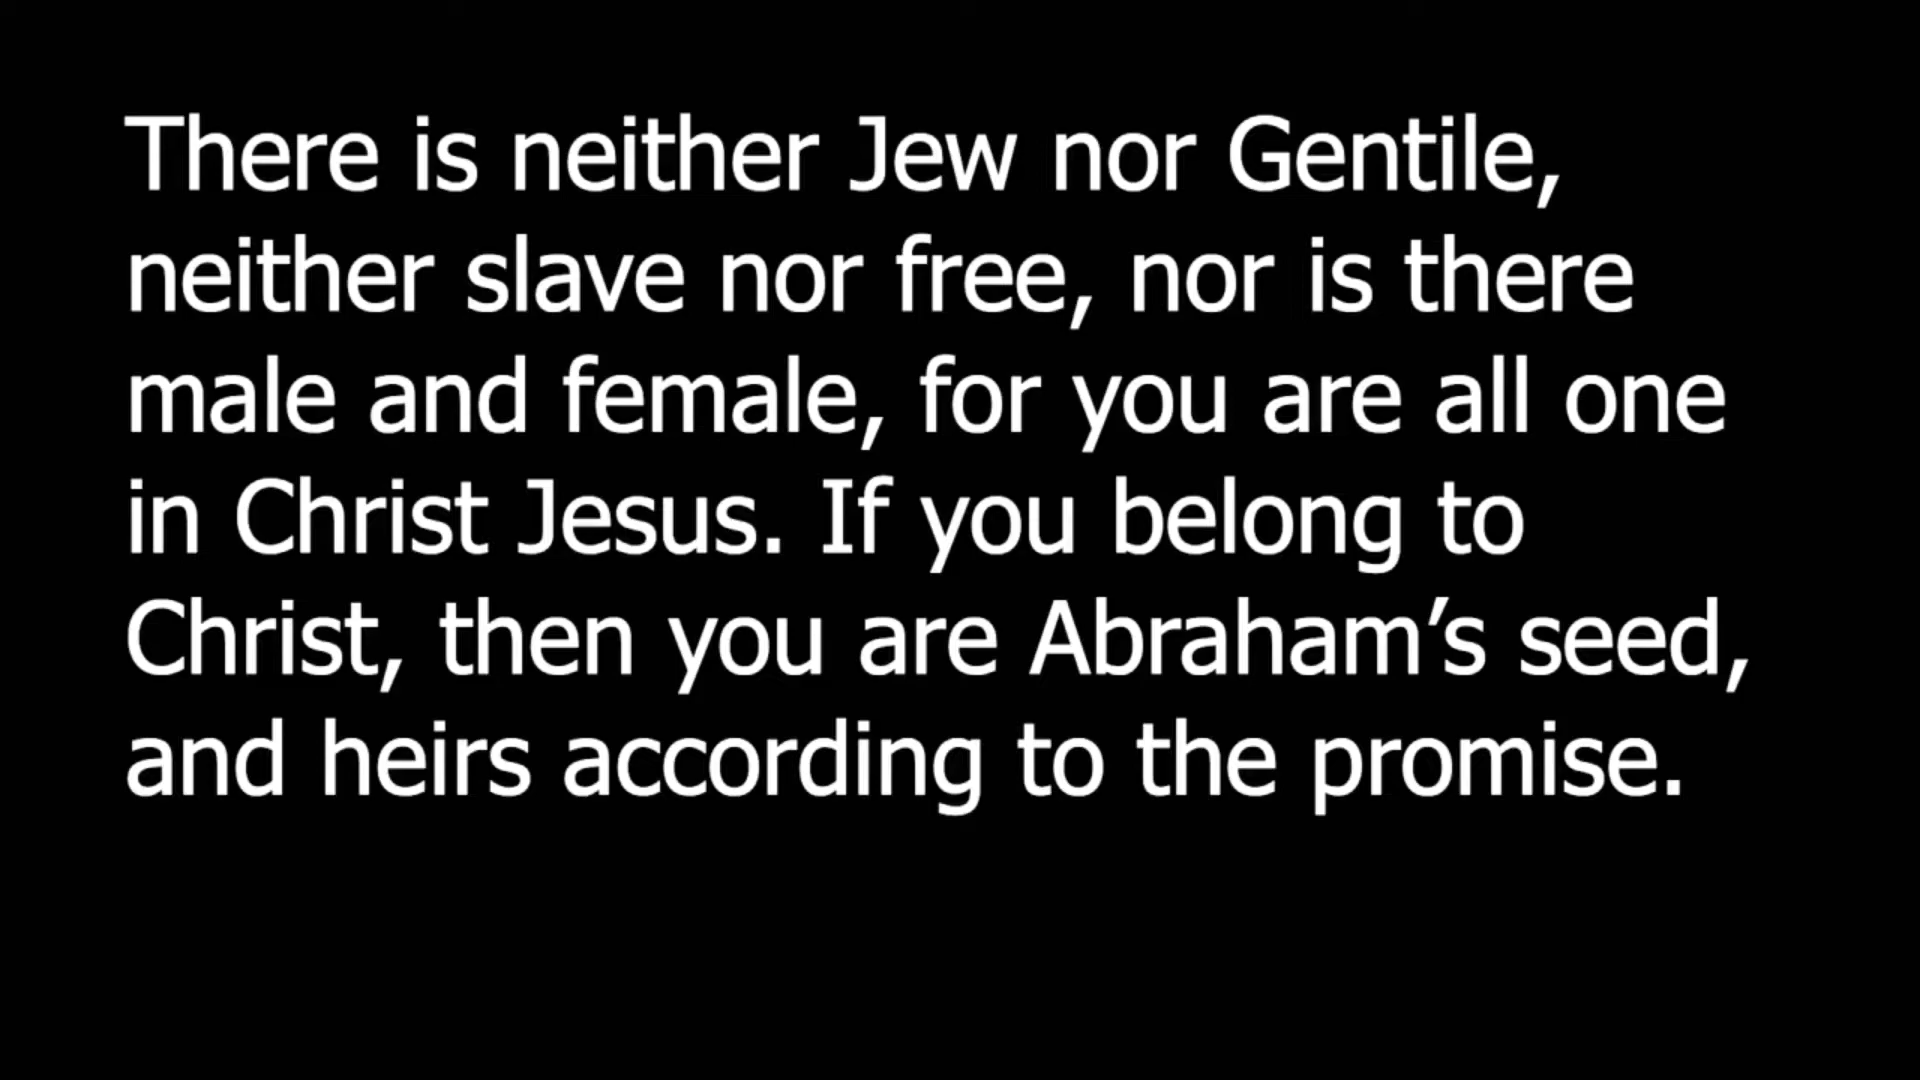 There is neither Jew nor Gentile,
neither slave nor free, nor is there
male and female, for you are all one
in Christ Jesus. If you belong to
Christ, then you are Abraham’s seed,
and heirs according to the promise.